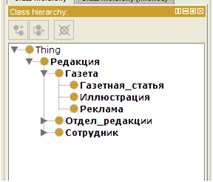 Class hierarchy:
Thing
Редакция
Газета
Газетная_статья
Иллюстрация
Реклама
Отдел_редакции
Сотрудник